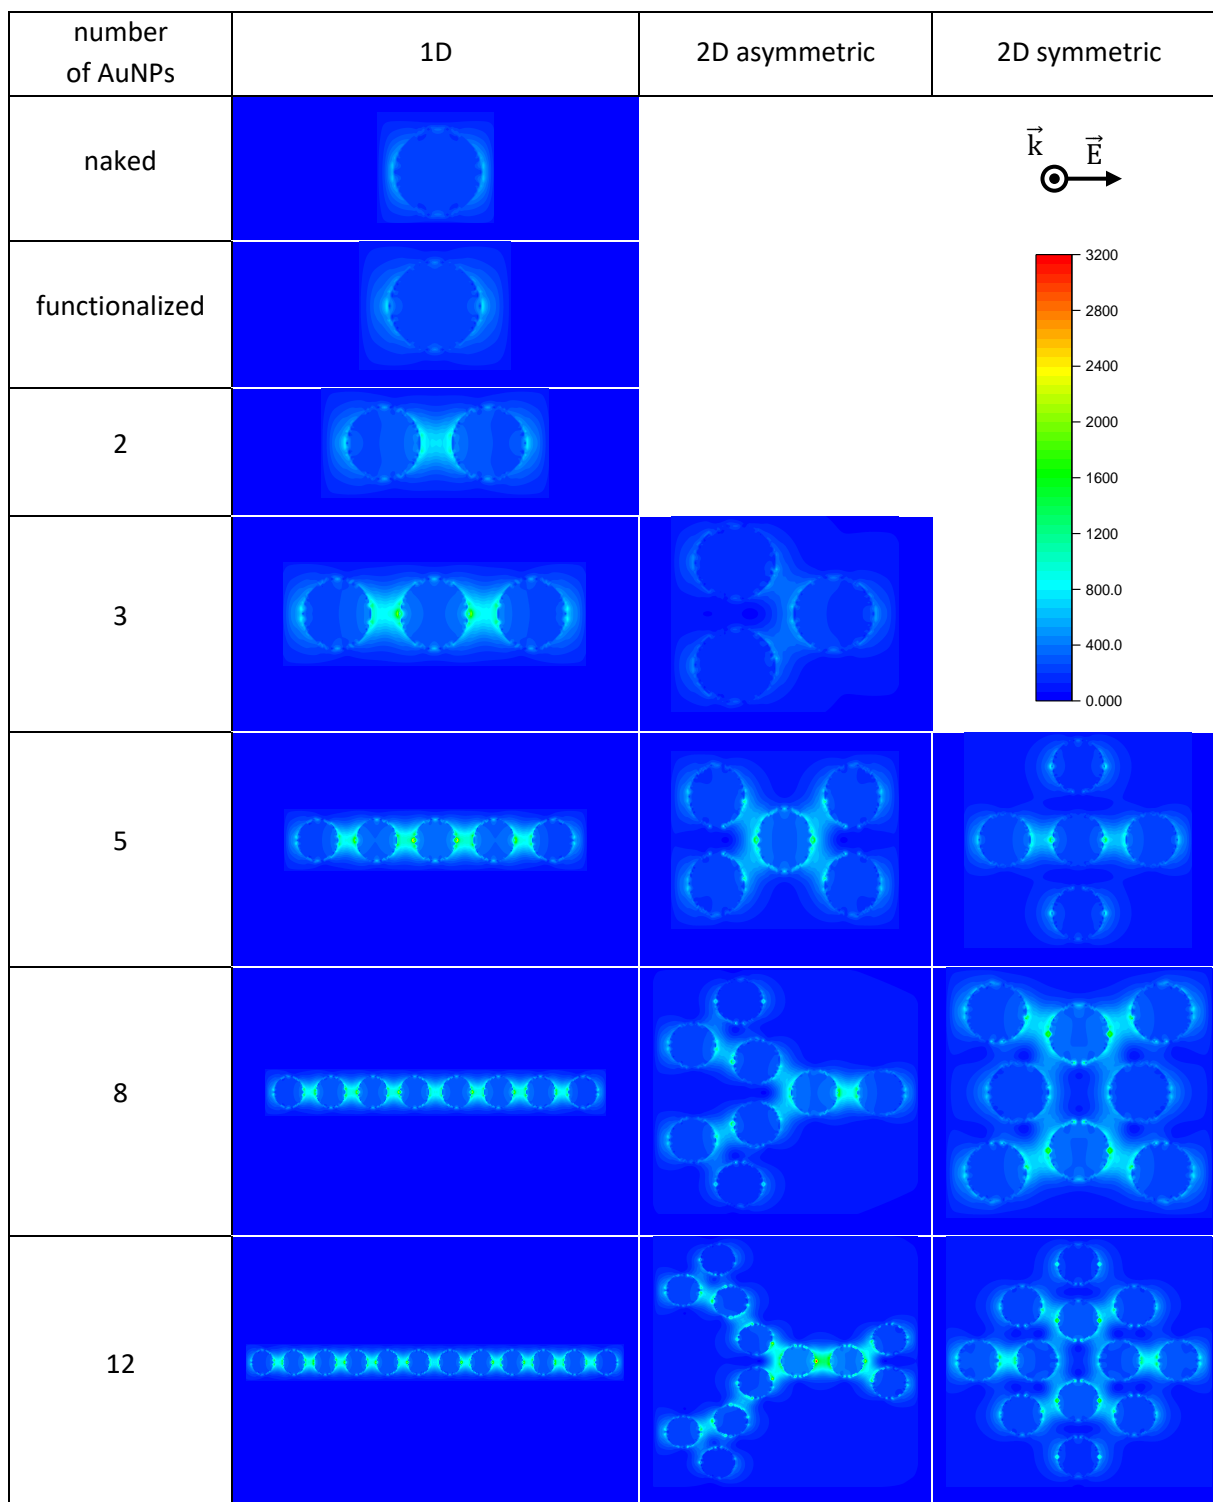 number
of AuNPs
1D
2D asymmetric
2D symmetric
naked
k
E
functionalized
3200
2800
2400
2000
1600
1200
800.0
400.0
0.000
2
3
5
8
12